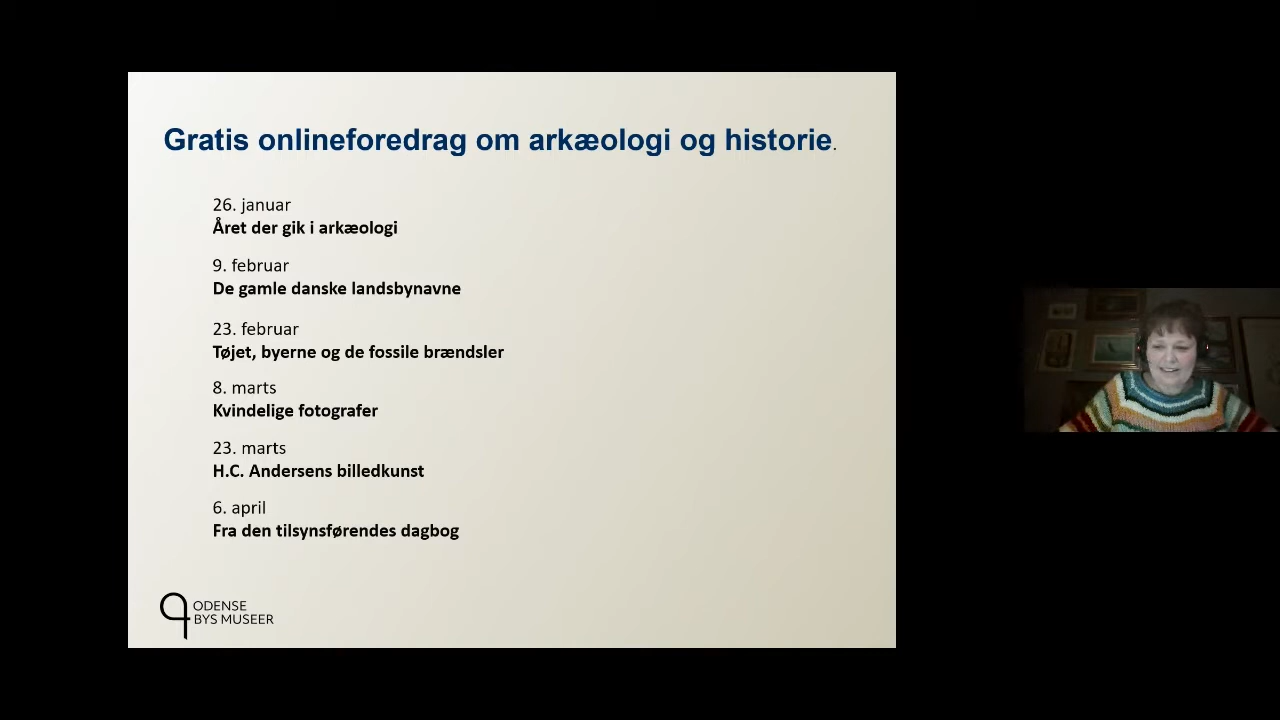 Gratis onlineforedrag om arkæologi og historie.
26. januar
Året der gik i arkæologi
9. februar
De gamle danske landsbynavne
23. februar
Tøjet, byerne og de fossile brændsler
8. marts
Kvindelige fotografer
23. marts
H.C. Andersens billedkunst
6. april
Fra den tilsynsførendes dagbog
ODENSE
BYS MUSEER